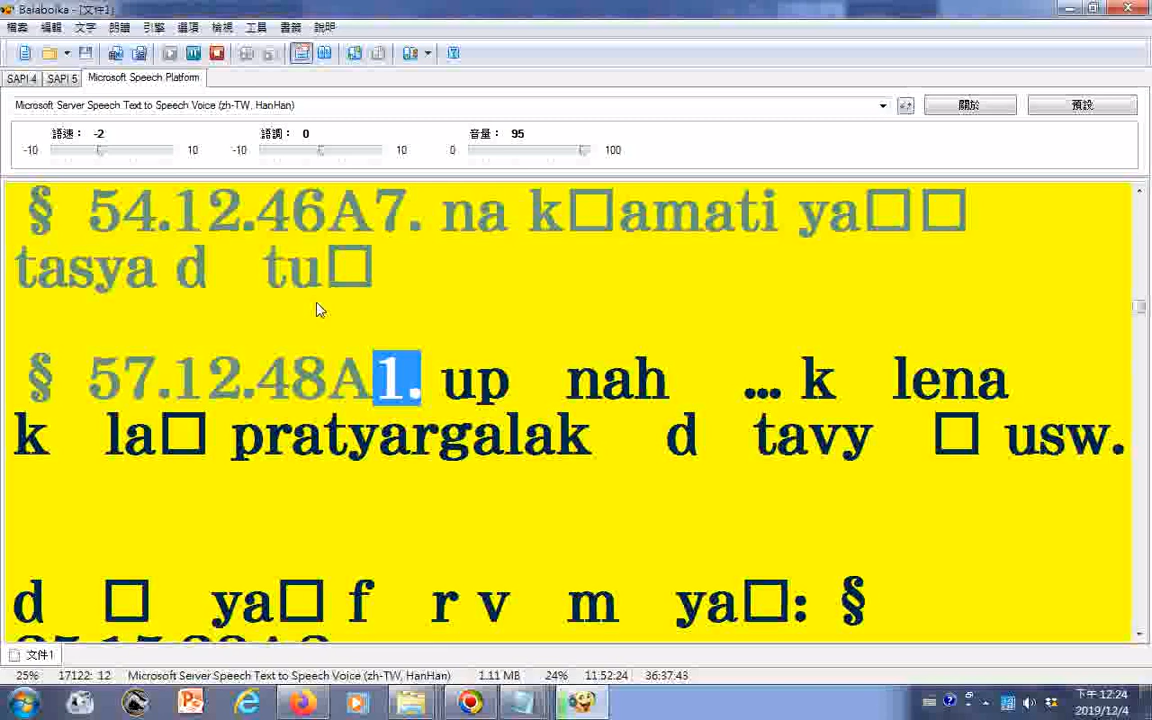 Balabolka - [文件1]
檔案 編輯 文字 朗讀 引擎 選項 檢視 工具 書籤 說明
SAPI 4 SAPI 5 Microsoft Speech Platform
Microsoft Server Speech Text to Speech Voice (zh-TW, HanHan) 關於 預設
語速： -2 語調： 0 音量： 95
-10 10 -10 10 0 100
§ 54.12.46A7. na k□amati ya□□
tasya d tu□
§ 57.12.48A1. up nah ... k lena
k la□ pratyargalak d tavy □ usw.
d □ ya□ f r v m ya□: §
文件1
25% 17122: 12 Microsoft Server Speech Text to Speech Voice (zh-TW, HanHan) 1.11 MB 24% 11:52:24 36:37:43
下午 12:24
2019/12/4